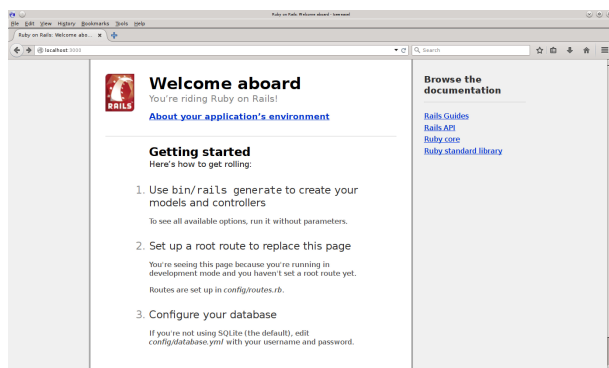 Ruby on Rails: Welcome aboard - Iceweasel
File Edit View History Bookmarks Tools Help
Ruby on Rails: Welcome abo...
localhost:3000
Search
RAILS
Welcome aboard
You're riding Ruby on Rails!
About your application's environment
Getting started
Here's how to get rolling:
1. Use bin/rails generate to create your
models and controllers
To see all available options, run it without parameters.
2. Set up a root route to replace this page
You're seeing this page because you're running in
development mode and you haven't set a root route yet.
Routes are set up in config/routes.rb.
3. Configure your database
If you're not using SQLite (the default), edit
config/database.yml with your username and password.
Browse the
documentation
Rails Guides
Rails API
Ruby core
Ruby standard library